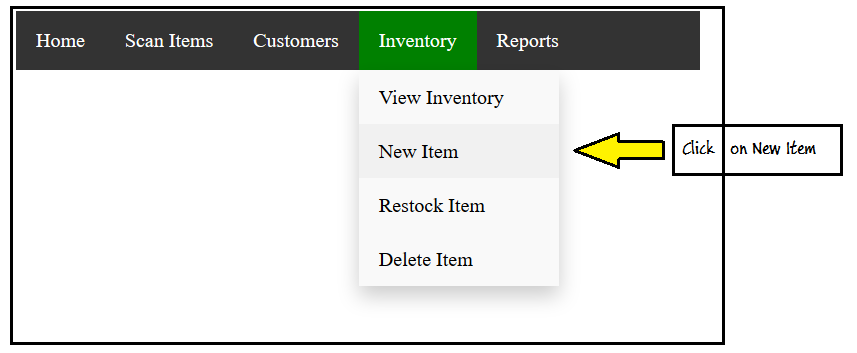 Home Scan Items Customers Inventory Reports
View Inventory
New Item
Click on New Item
Restock Item
Delete Item